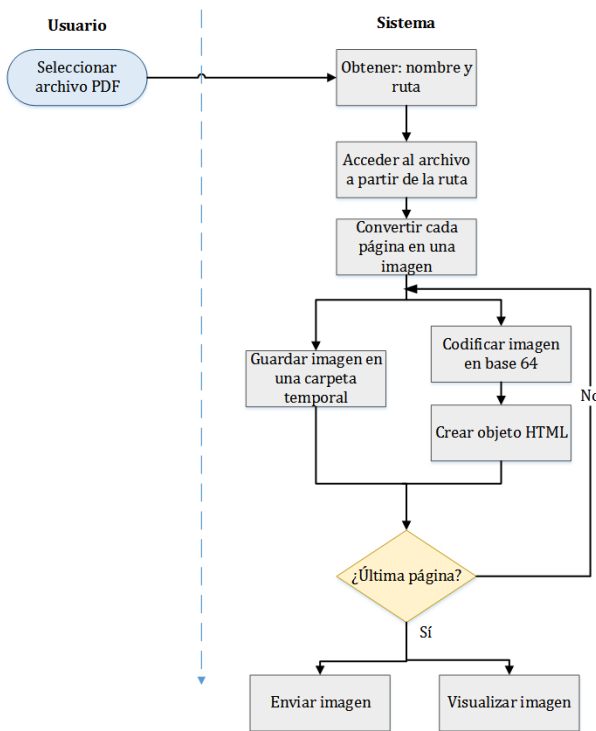 Usuario
Sistema
Seleccionar
archivo PDF
Obtener: nombre y
ruta
Acceder al archivo
a partir de la ruta
Convertir cada
página en una
imagen
Guardar imagen en
una carpeta
temporal
Codificar imagen
en base 64
No
Crear objeto HTML
¿Última página?
Sí
Enviar imagen
Visualizar imagen